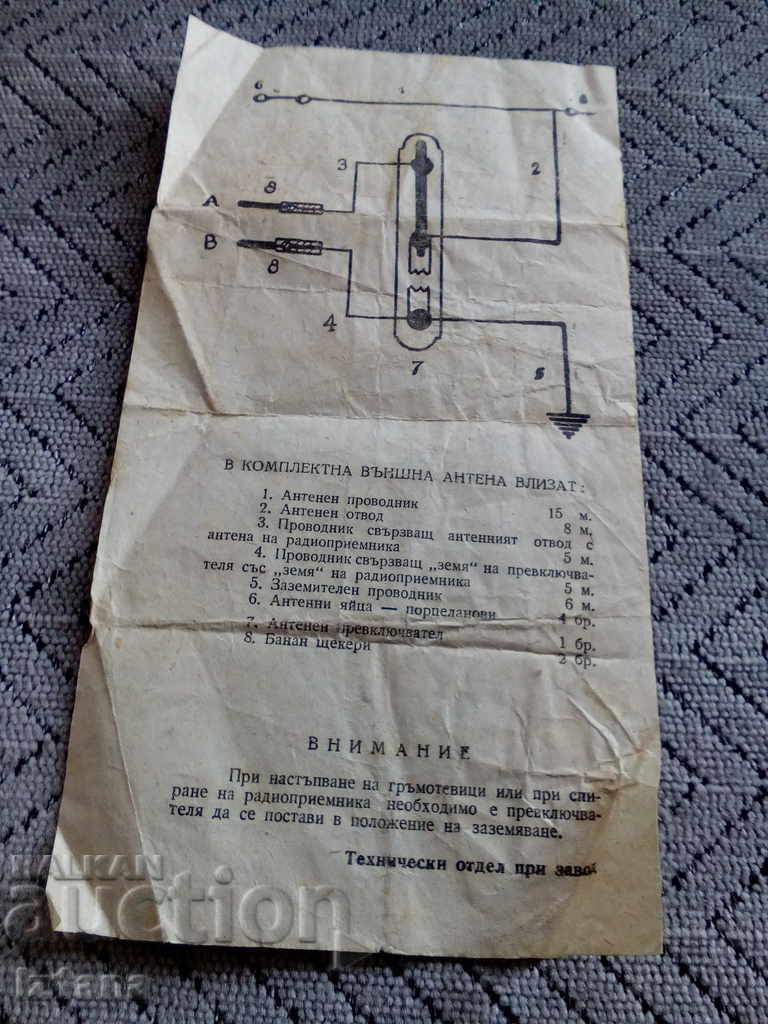 6 1 6
2
3
A 8
B 8
4
7
5
В КОМПЛЕКТНА ВЪНШНА АНТЕНА ВЛИЗАТ:
1. Антенен проводник 15 м.
2. Антенен отвод 8 м.
3. Проводник свързващ антенният отвод с
антена на радиоприемника 5 м.
4. Проводник свързващ „земя" на превключва-
теля със „земя" на радиоприемника 5 м.
5. Заземителен проводник 6 м.
6. Антенни яйца — порцеланови 4 бр.
7. Антенен превключвател 1 бр.
8. Банан щекери 2 бр.
ВНИМАНИЕ
При настъпване на гръмотевици или при спи-
ране на радиоприемника необходимо е превключва-
теля да се постави в положение на заземяване.
Технически отдел при завод
BALKAN
auction
Iztana